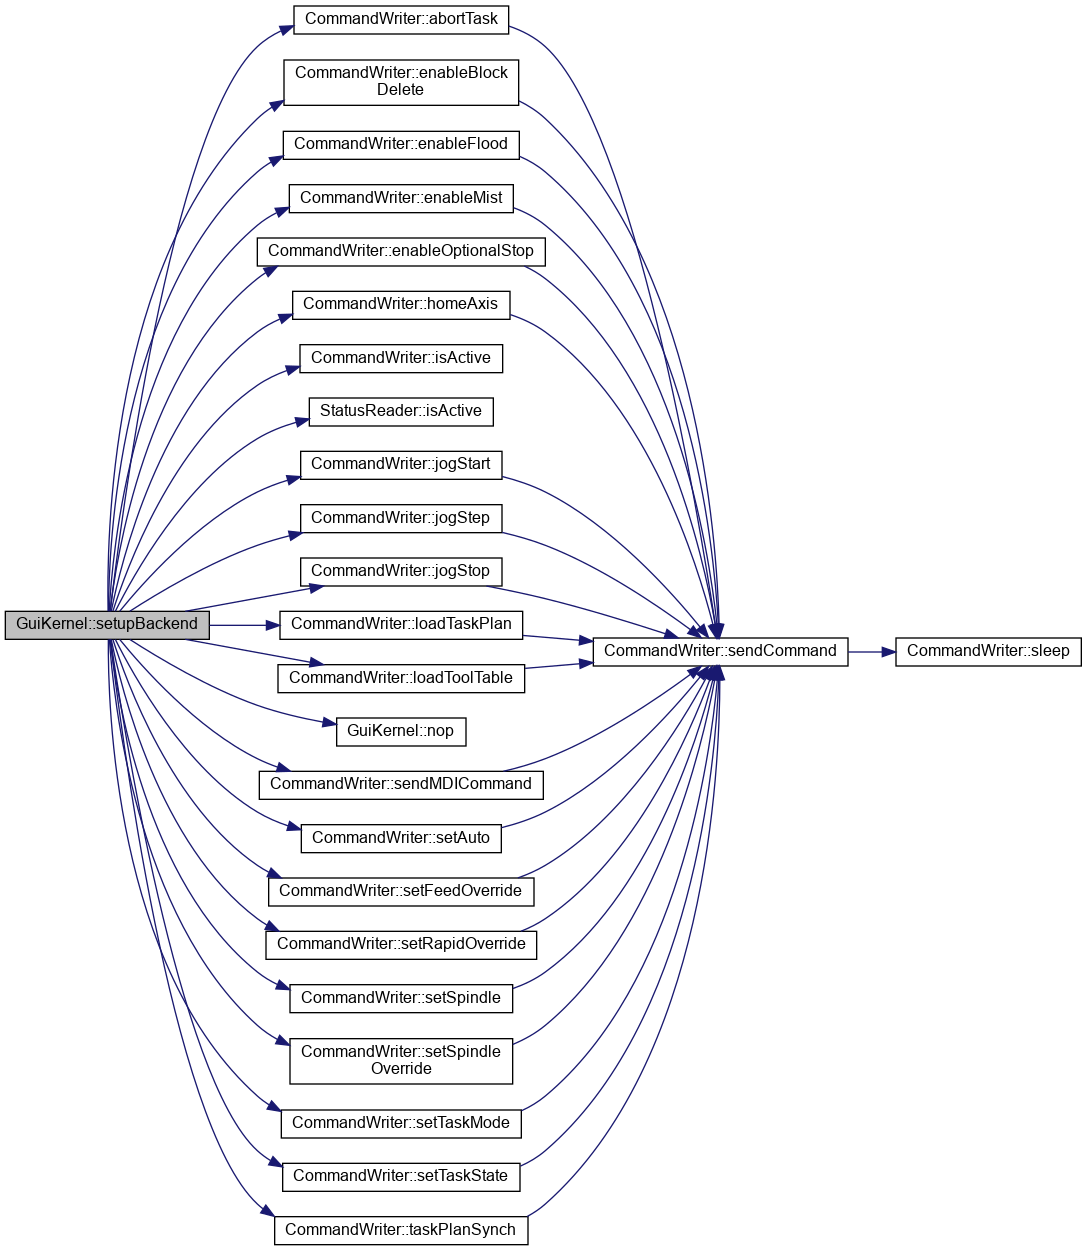 CommandWriter::abortTask
CommandWriter::enableBlock
Delete
CommandWriter::enableFlood
CommandWriter::enableMist
CommandWriter::enableOptionalStop
CommandWriter::homeAxis
CommandWriter::isActive
StatusReader::isActive
CommandWriter::jogStart
CommandWriter::jogStep
CommandWriter::jogStop
GuiKernel::setupBackend
CommandWriter::loadTaskPlan
CommandWriter::sendCommand
CommandWriter::sleep
CommandWriter::loadToolTable
GuiKernel::nop
CommandWriter::sendMDICommand
CommandWriter::setAuto
CommandWriter::setFeedOverride
CommandWriter::setRapidOverride
CommandWriter::setSpindle
CommandWriter::setSpindle
Override
CommandWriter::setTaskMode
CommandWriter::setTaskState
CommandWriter::taskPlanSynch